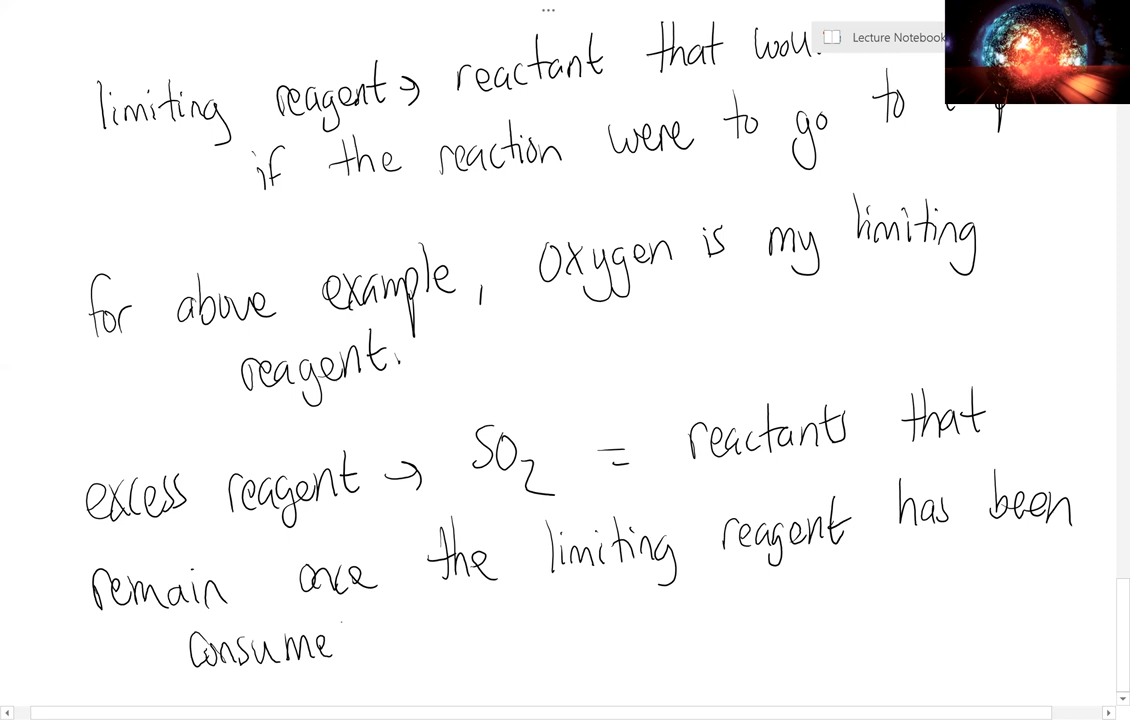 limiting reagent → reactant that
Lecture Notebook
if the reaction were to go to
for above example, oxygen is my limiting
reagent.
excess reagent → SO₂ = reactants that
remain once the limiting reagent has been
consume